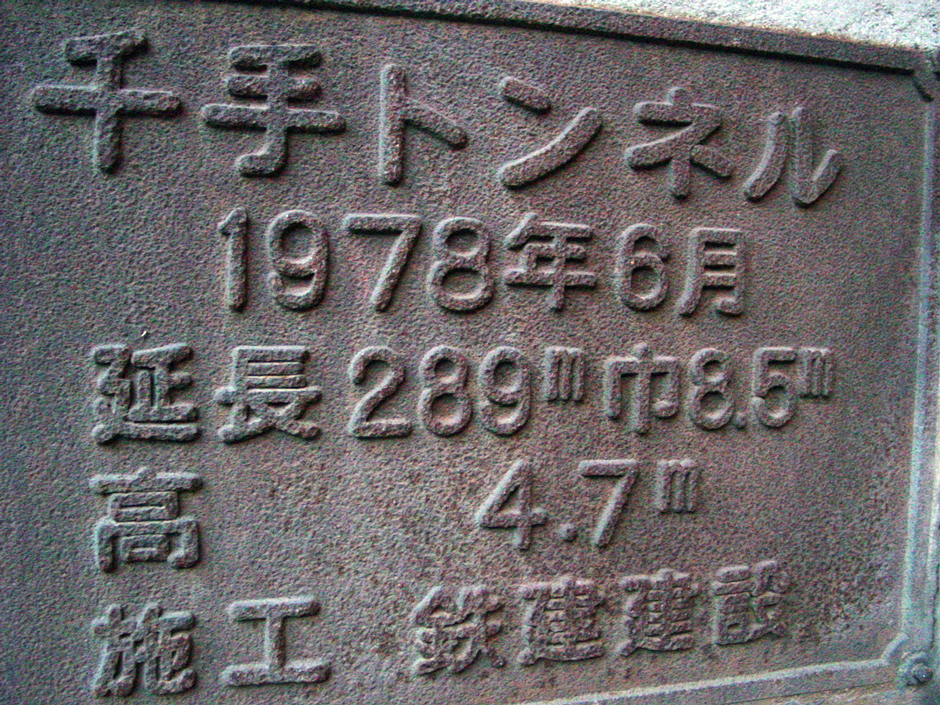 千手トンネル
1978年6月
延長289m巾8.5m
高 4.7m
施工 鉄建建設